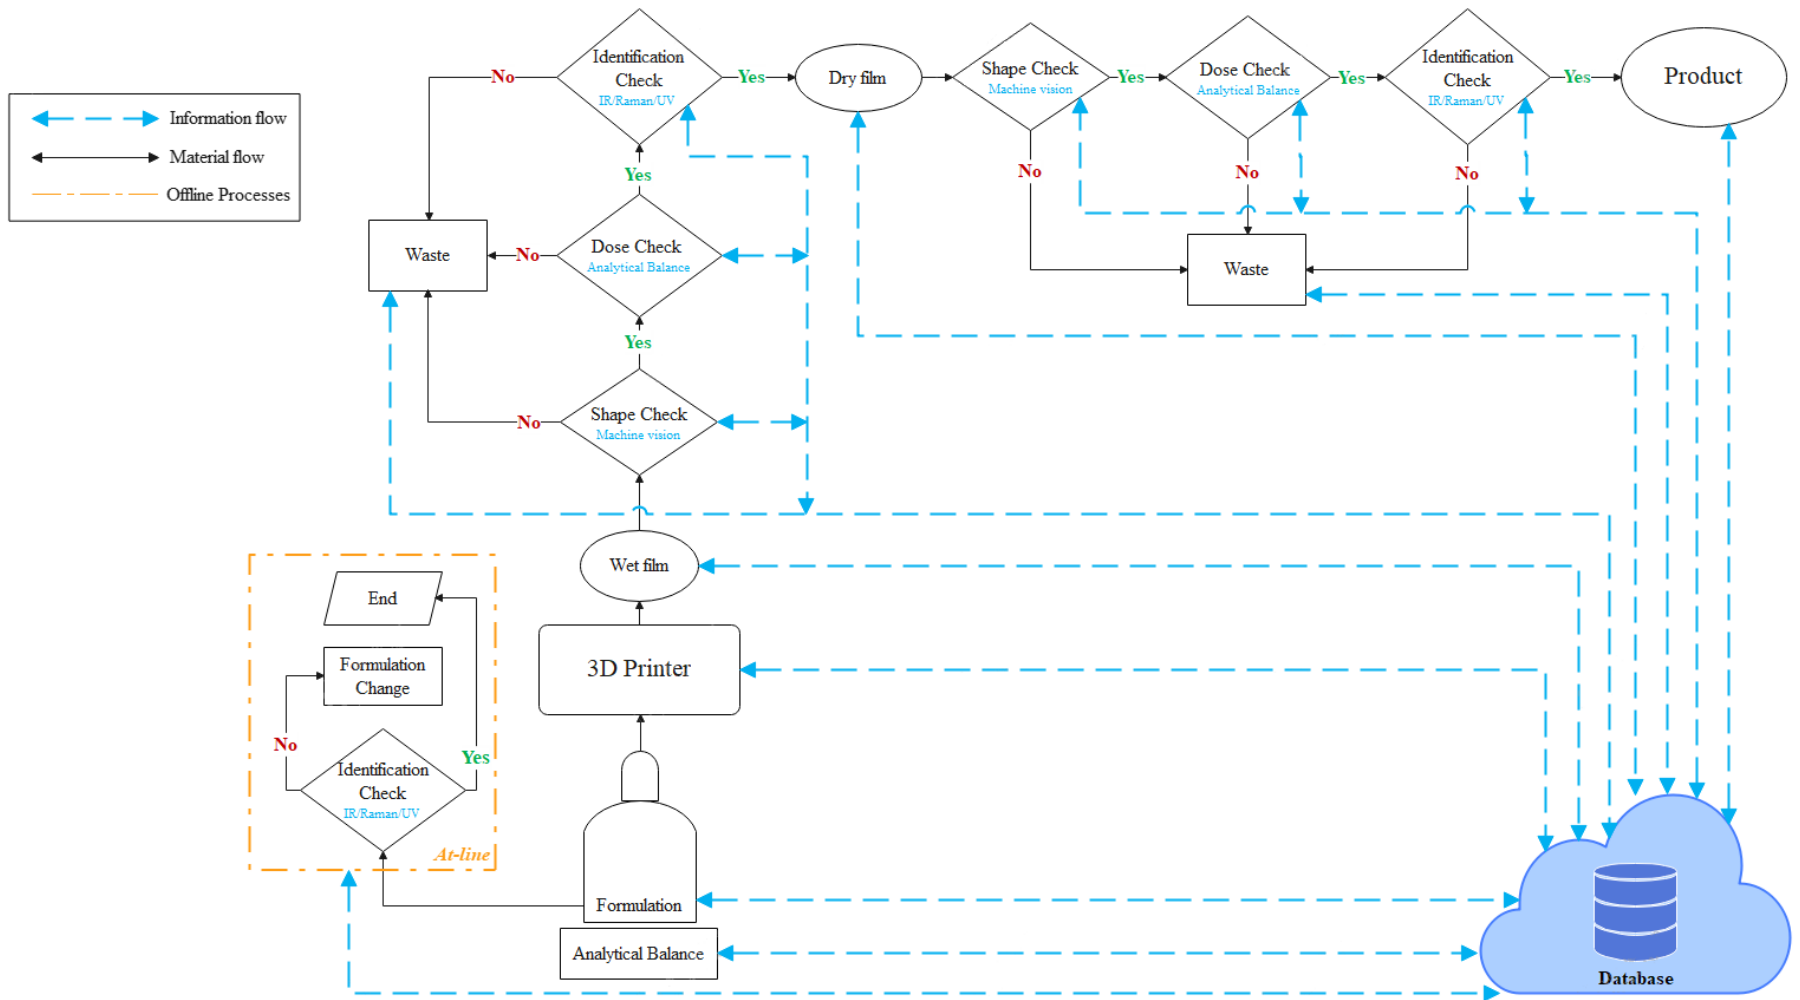 Information flow
Material flow
Offline Processes
Identification
Check
IR/Raman/UV
No
Yes
Dry film
Shape Check
Machine vision
Yes
Dose Check
Analytical Balance
Yes
Identification
Check
IR/Raman/UV
Yes
Product
No
No
No
Yes
Waste
No
Dose Check
Analytical Balance
Waste
Yes
No
Shape Check
Machine vision
Wet film
End
Formulation
Change
3D Printer
No
Yes
Identification
Check
IR/Raman/UV
At-line
Formulation
Analytical Balance
Database